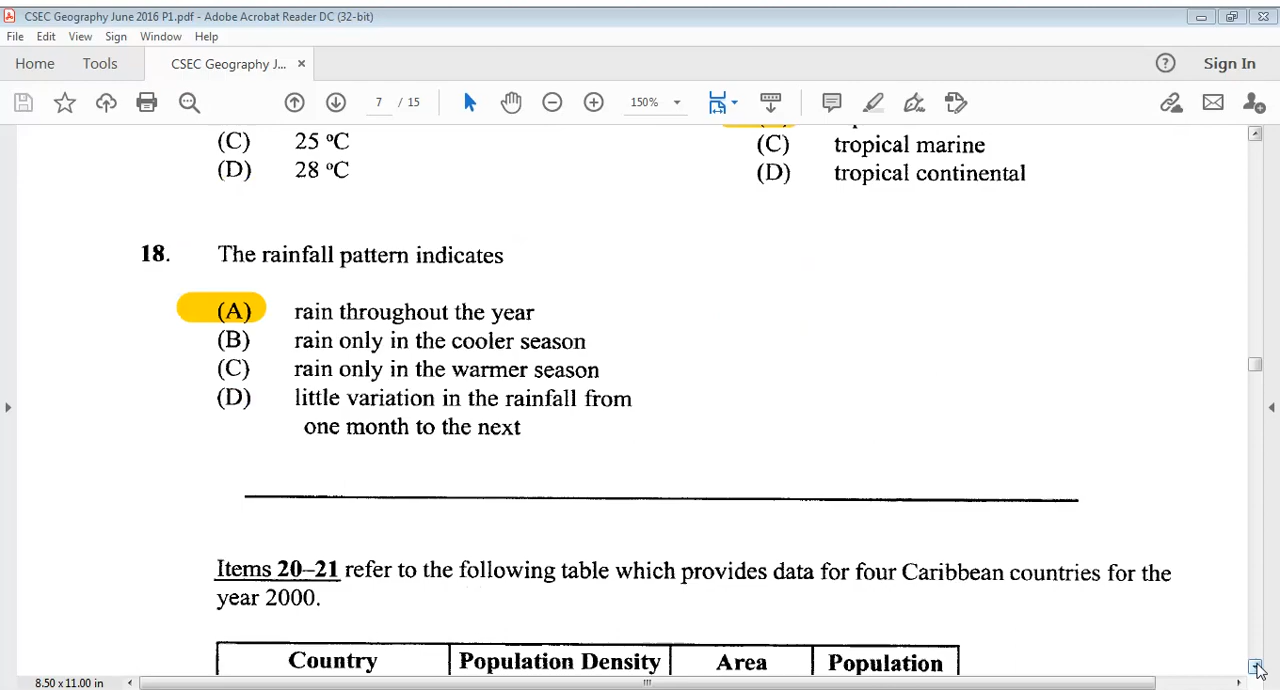 CSEC Geography June 2016 P1.pdf - Adobe Acrobat Reader DC (32-bit)
File Edit View Sign Window Help
Home Tools CSEC Geography J... × Sign In
7 / 15 150%
(C) 25 °C
(D) 28 °C
(C) tropical marine
(D) tropical continental
18. The rainfall pattern indicates
(A) rain throughout the year
(B) rain only in the cooler season
(C) rain only in the warmer season
(D) little variation in the rainfall from
one month to the next
Items 20–21 refer to the following table which provides data for four Caribbean countries for the
year 2000.
Country Population Density Area Population
8.50 x 11.00 in